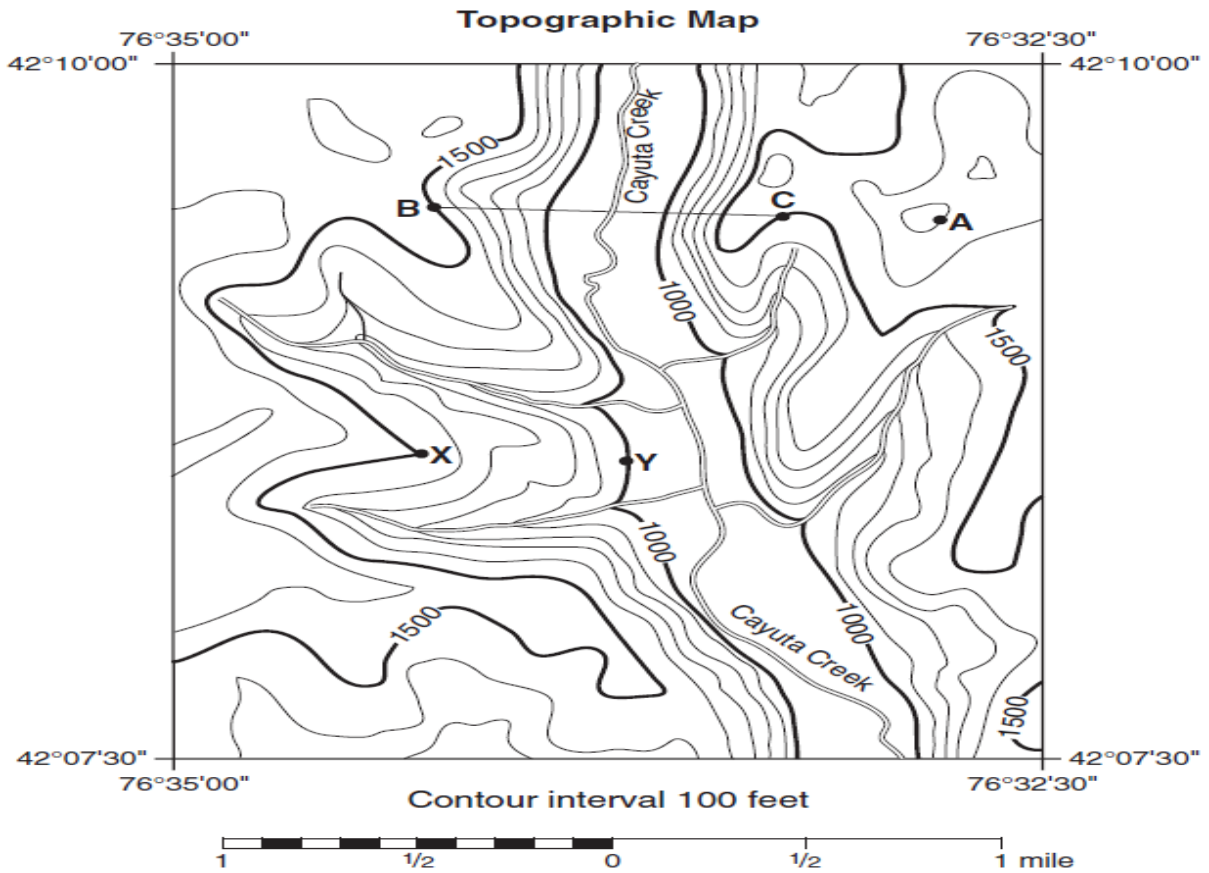 Topographic Map
76°35'00" 76°32'30"
42°10'00" 42°10'00"
Cayuta Creek
1500
B
C
A
1000
1500
X
Y
1000
1000
1500
Cayuta Creek
1500
42°07'30" 42°07'30"
76°35'00" 76°32'30"
Contour interval 100 feet
1 1/2 0 1/2 1 mile